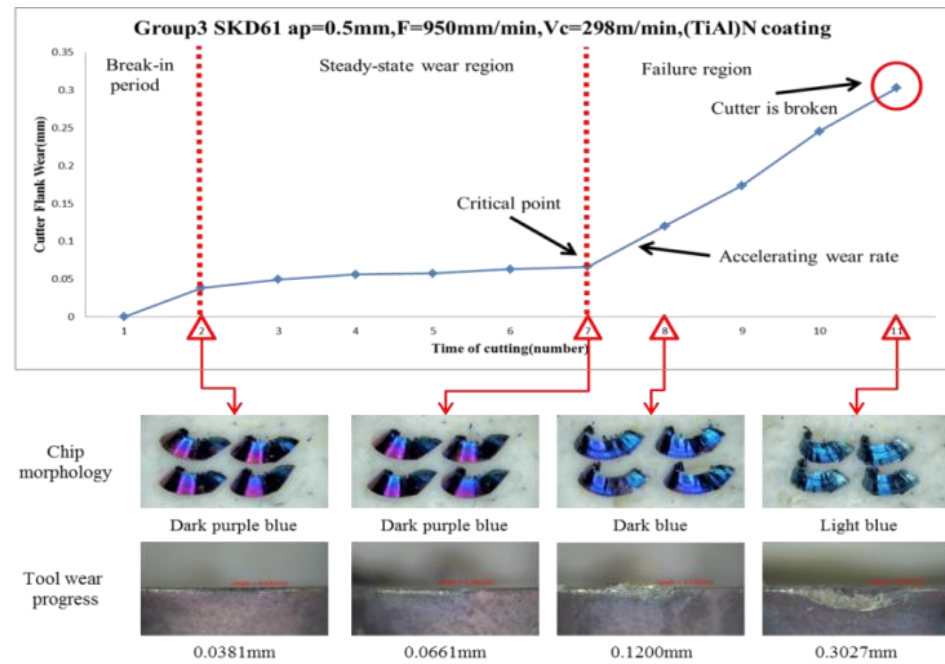 Group3 SKD61 ap=0.5mm,F=950mm/min,Vc=298m/min,(TiAl)N coating
0.35
Break-in
period
Steady-state wear region
Failure region
0.3
Cutter is broken
0.25
Cutter Flank Wear(mm)
0.2
0.15
Critical point
0.1
Accelerating wear rate
0.05
0
1
2
3
4
5
6
7
8
9
10
11
Time of cutting(number)
Chip
morphology
Dark purple blue
Dark purple blue
Dark blue
Light blue
Tool wear
progress
0.0381mm
0.0661mm
0.1200mm
0.3027mm